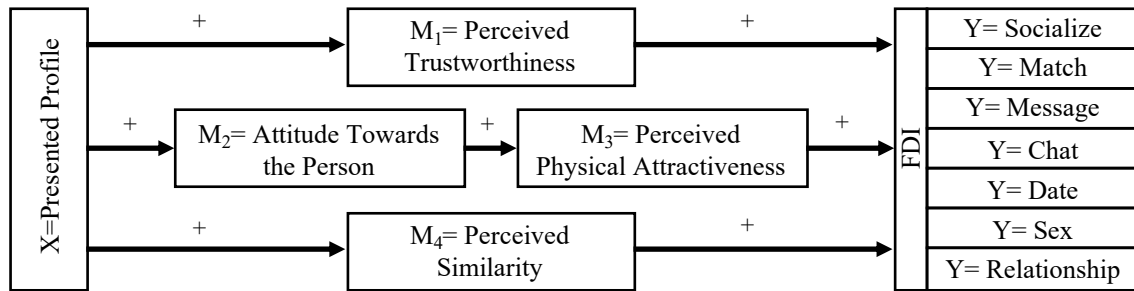 X=Presented Profile
+
M₁= Perceived
Trustworthiness
+
+
M₂= Attitude Towards
the Person
+
M₃= Perceived
Physical Attractiveness
+
+
M₄= Perceived
Similarity
+
FDI
Y= Socialize
Y= Match
Y= Message
Y= Chat
Y= Date
Y= Sex
Y= Relationship